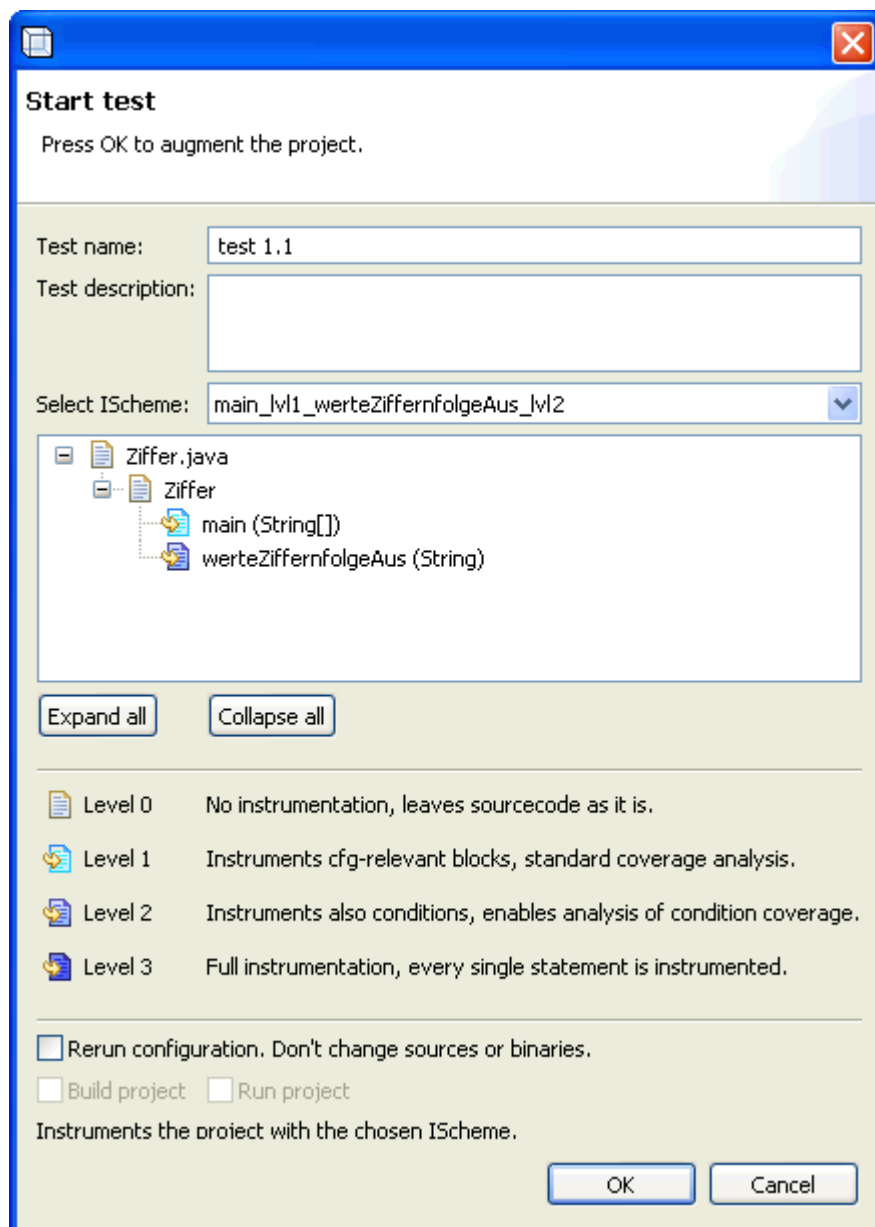 Start test
Press OK to augment the project.
Test name: test 1.1
Test description:
Select IScheme: main_lvl1_werteZiffernfolgeAus_lvl2
Ziffer.java
Ziffer
main (String[])
werteZiffernfolgeAus (String)
Expand all Collapse all
Level 0 No instrumentation, leaves sourcecode as it is.
Level 1 Instruments cfg-relevant blocks, standard coverage analysis.
Level 2 Instruments also conditions, enables analysis of condition coverage.
Level 3 Full instrumentation, every single statement is instrumented.
Rerun configuration. Don't change sources or binaries.
Build project Run project
Instruments the project with the chosen IScheme.
OK Cancel